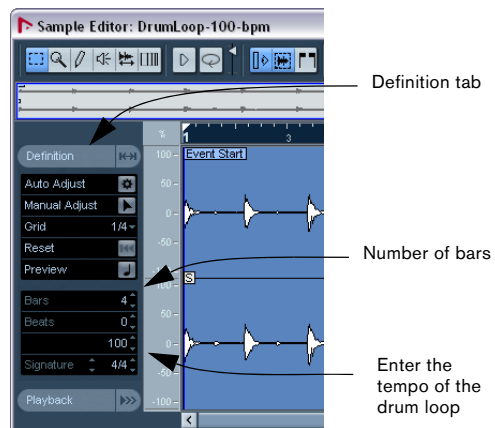 Sample Editor: DrumLoop-100-bpm
Definition tab
%
1
3
Definition
100
Event Start
Auto Adjust
50
Manual Adjust
0
Grid 1/4
Reset
-50
Preview
Number of bars
-100
S
100
Bars 4
50
Beats 0
100
0
Signature 4/4
-50
Enter the
tempo of the
drum loop
Playback
-100